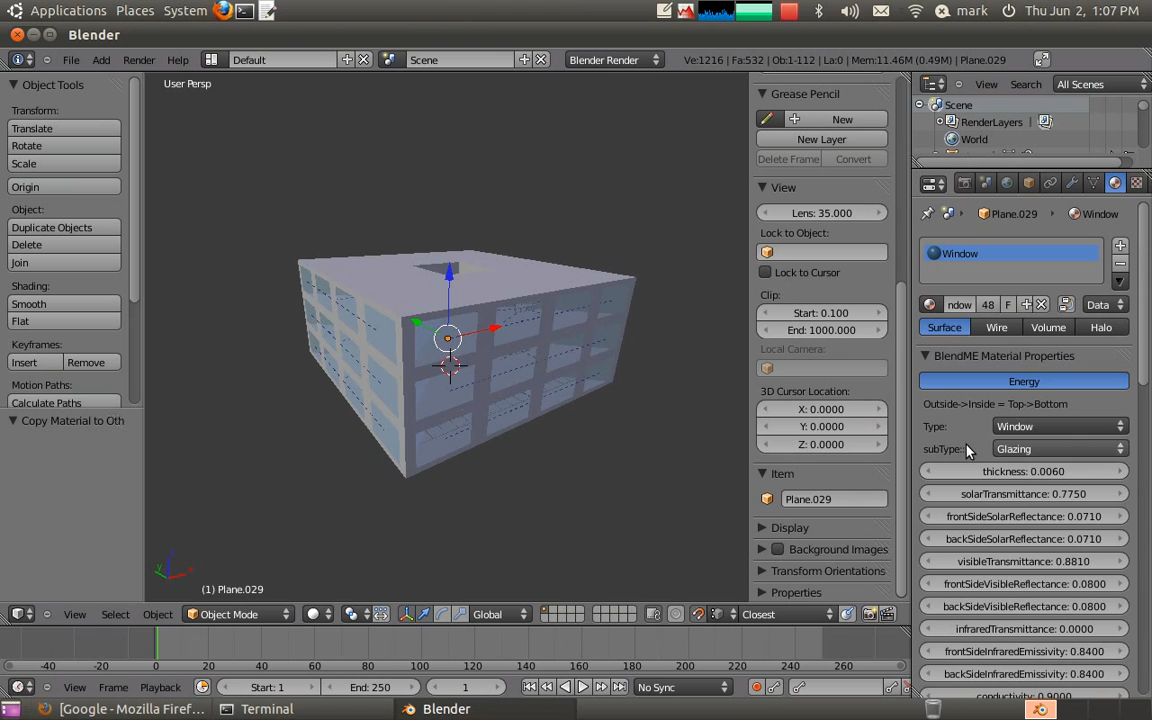 Applications Places System mark Thu Jun 2, 1:07 PM
Blender
File Add Render Help Default Scene Blender Render Ve:1216 | Fa:532 | Ob:1-112 | La:0 | Mem:11.46M (0.49M) | Plane.029
Object Tools
Transform:
Translate
Rotate
Scale
Origin
Object:
Duplicate Objects
Delete
Join
Shading:
Smooth
Flat
Keyframes:
Insert Remove
Motion Paths:
Calculate Paths
Copy Material to Oth
User Persp
(1) Plane.029
Grease Pencil
New
New Layer
Delete Frame Convert
View
Lens: 35.000
Lock to Object:
Lock to Cursor
Clip:
Start: 0.100
End: 1000.000
Local Camera:
3D Cursor Location:
X: 0.0000
Y: 0.0000
Z: 0.0000
Item
Plane.029
Display
Background Images
Transform Orientations
Properties
View Search All Scenes
Scene
RenderLayers
World
Plane.029 Window
Window
ndow 48 F Data
Surface Wire Volume Halo
BlendME Material Properties
Energy
Outside->Inside = Top->Bottom
Type: Window
subType: Glazing
thickness: 0.0060
solarTransmittance: 0.7750
frontSideSolarReflectance: 0.0710
backSideSolarReflectance: 0.0710
visibleTransmittance: 0.8810
frontSideVisibleReflectance: 0.0800
backSideVisibleReflectance: 0.0800
infraredTransmittance: 0.0000
frontSideInfraredEmissivity: 0.8400
backSideInfraredEmissivity: 0.8400
conductivity: 0.9000
View Select Object Object Mode Global Closest
-40 -20 0 20 40 60 80 100 120 140 160 180 200 220 240 260
View Frame Playback Start: 1 End: 250 1 No Sync
[Google - Mozilla Firef... Terminal Blender